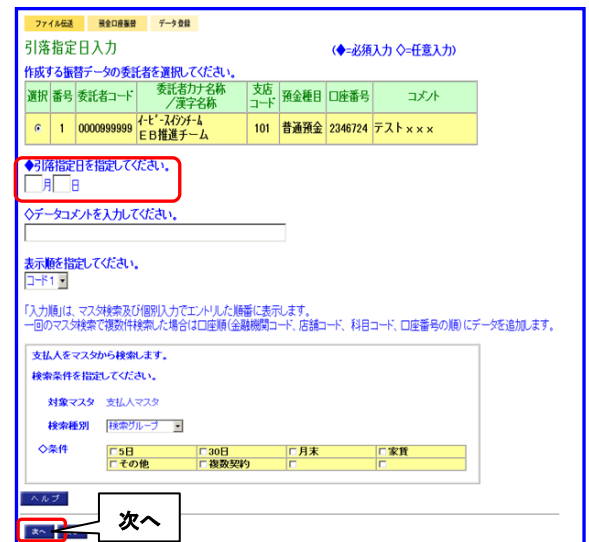 ファイル伝送 預金口座振替 データ登録
引落指定日入力 (◆=必須入力 ◇=任意入力)
作成する振替データの委託者を選択してください。
選択 番号 委託者コード 委託者カナ名称／漢字名称 支店コード 預金種目 口座番号 コメント
1 0000999999 ｲｰﾋﾞｰｽｲｼﾝﾁｰﾑ ＥＢ推進チーム 101 普通預金 2346724 テストｘｘｘ
◆引落指定日を指定してください。
月 日
◇データコメントを入力してください。
表示順を指定してください。
コード1
「入力順」は、マスタ検索及び個別入力でエントリした順番に表示します。
一回のマスタ検索で複数件検索した場合は口座順(金融機関コード、店舗コード、科目コード、口座番号の順)にデータを追加します。
支払人をマスタから検索します。
検索条件を指定してください。
対象マスタ 支払人マスタ
検索種別 検索グループ
◇条件 5日 30日 月末 家賃
その他 複数契約
ヘルプ
次へ
次へ